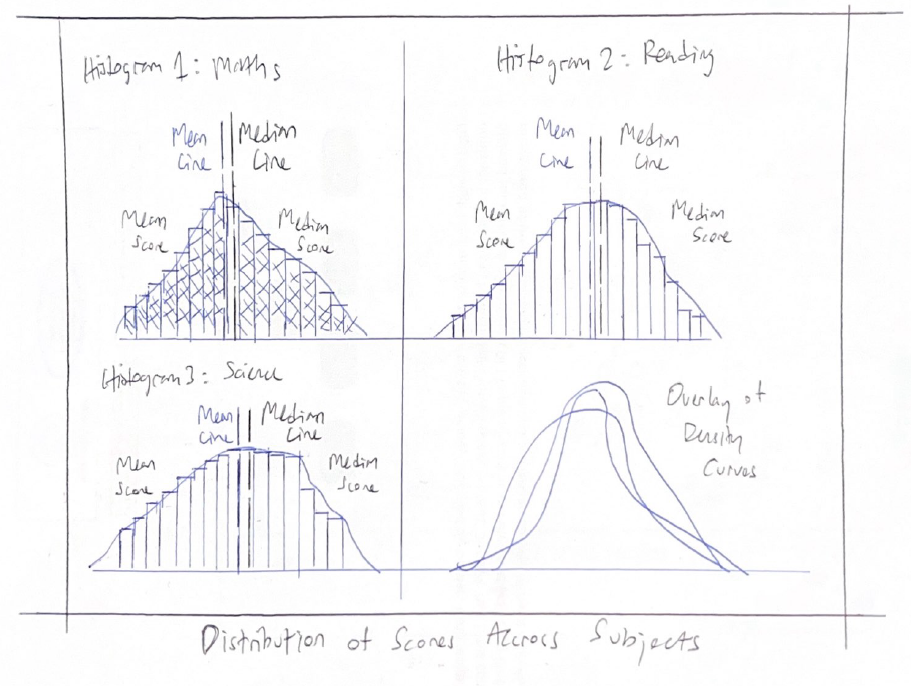 Histogram 1: Maths
Mean
Line
Median
Line
Mean
Score
Median
Score
Histogram 2: Reading
Mean
Line
Median
Line
Mean
Score
Median
Score
Histogram 3: Science
Mean
Line
Median
Line
Mean
Score
Median
Score
Overlay of
Density
Curves
Distribution of Scores Accross Subjects